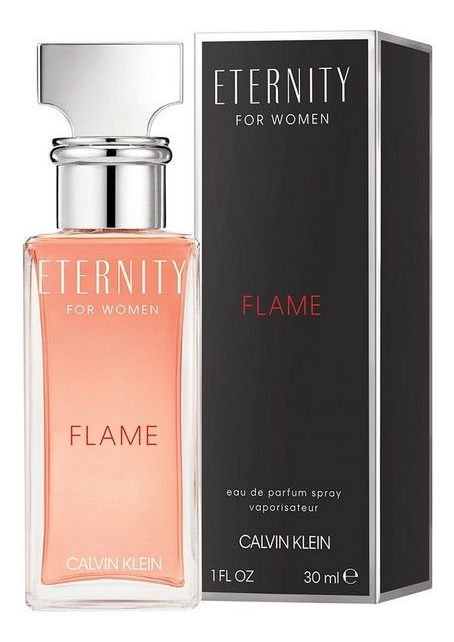 ETERNITY
FOR WOMEN
FLAME
CALVIN KLEIN
ETERNITY
FOR WOMEN
FLAME
eau de parfum spray
vaporisateur
CALVIN KLEIN
1 FL OZ 30 ml ℮